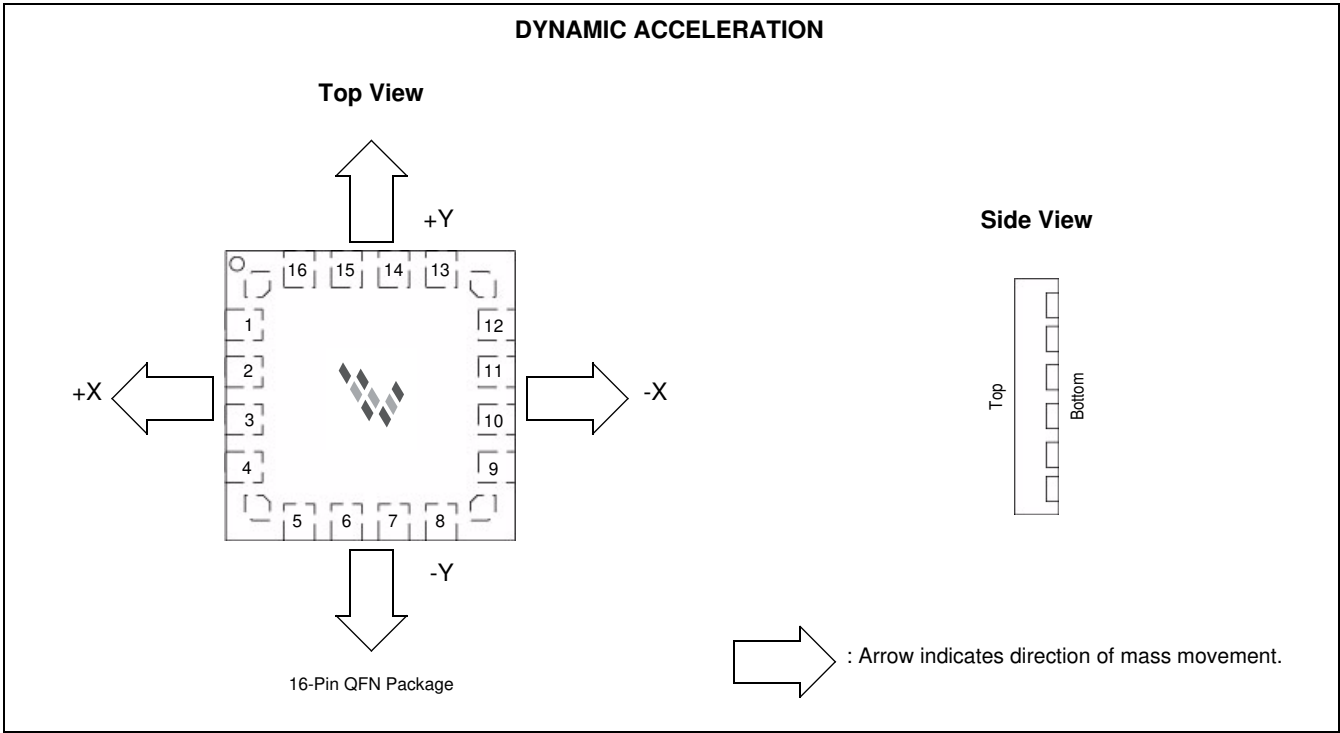 DYNAMIC ACCELERATION
Top View
+Y
16 15 14 13
1
2
3
4
12
11
10
9
5 6 7 8
+X
-X
-Y
16-Pin QFN Package
Side View
Top
Bottom
: Arrow indicates direction of mass movement.